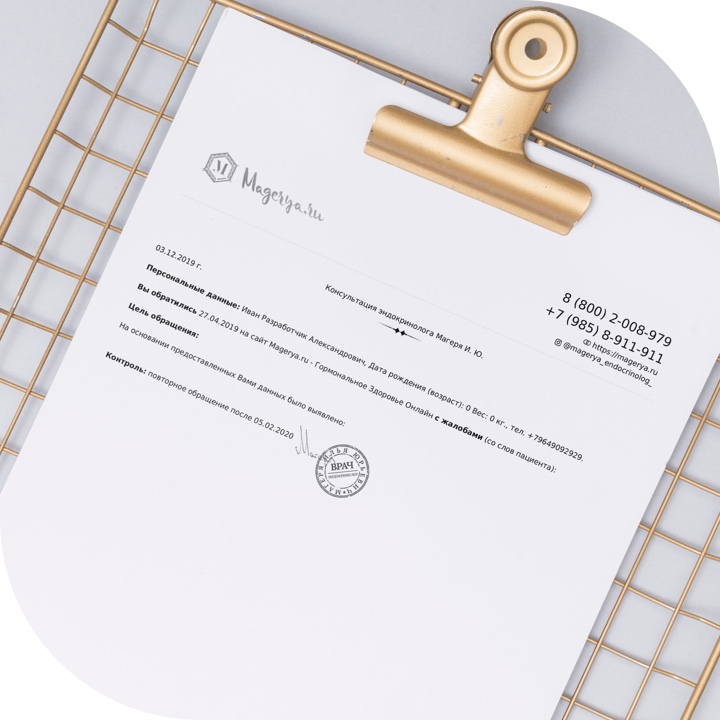 M
Magerya.ru
8 (800) 2-008-979
+7 (985) 8-911-911
https://magerya.ru
@magerya_endocrinolog_
03.12.2019 г.
Консультация эндокринолога Магеря И. Ю.
Персональные данные: Иван Разработчик Александрович, Дата рождения (возраст): 0 Вес: 0 кг., тел. +79649092929.
Вы обратились 27.04.2019 на сайт Magerya.ru - Гормональное Здоровье Онлайн с жалобами (со слов пациента):
Цель обращения:
На основании предоставленных Вами данных было выявлено:
Контроль: повторное обращение после 05.02.2020
МАГЕРЯ ИЛЬЯ ЮРЬЕВИЧ
ВРАЧ